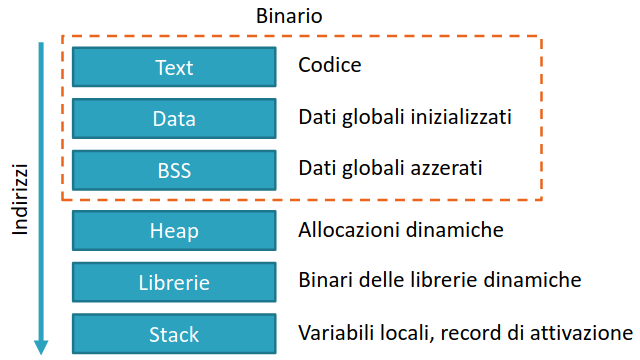 Binario
Text
Codice
Data
Dati globali inizializzati
BSS
Dati globali azzerati
Indirizzi
Heap
Allocazioni dinamiche
Librerie
Binari delle librerie dinamiche
Stack
Variabili locali, record di attivazione